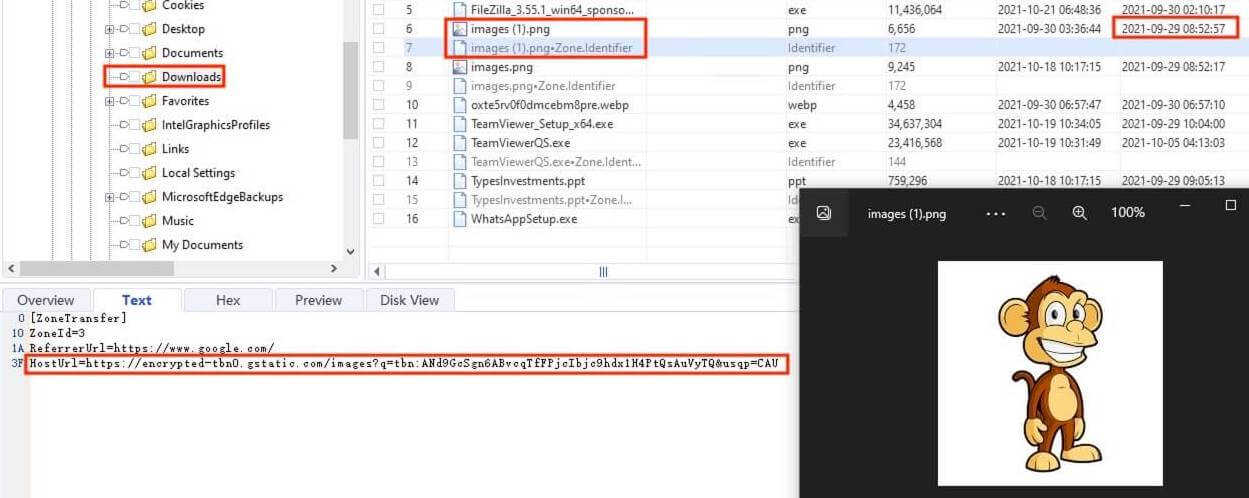 Cookies
Desktop
Documents
Downloads
Favorites
IntelGraphicsProfiles
Links
Local Settings
MicrosoftEdgeBackups
Music
My Documents
5 FileZilla_3.55.1_win64_sponso... exe 11,436,064 2021-10-21 06:48:36 2021-09-30 02:10:17
6 images (1).png png 6,656 2021-09-30 03:36:44 2021-09-29 08:52:57
7 images (1).png•Zone.Identifier Identifier 172
8 images.png png 9,245 2021-10-18 10:17:15 2021-09-29 08:52:17
9 images.png•Zone.Identifier Identifier 172
10 oxte5rv0f0dmcebm8pre.webp webp 4,458 2021-09-30 06:57:47 2021-09-30 06:57:10
11 TeamViewer_Setup_x64.exe exe 34,637,304 2021-10-19 10:34:05 2021-09-29 10:04:00
12 TeamViewerQS.exe exe 23,416,568 2021-10-19 10:31:49 2021-10-05 04:13:03
13 TeamViewerQS.exe•Zone.Ident... Identifier 144
14 TypesInvestments.ppt ppt 759,296 2021-10-18 10:17:15 2021-09-29 09:05:13
15 TypesInvestments.ppt•Zone.I... Id
16 WhatsAppSetup.exe ex
images (1).png ••• 100%
Overview Text Hex Preview Disk View
0 [ZoneTransfer]
10 ZoneId=3
1A ReferrerUrl=https://www.google.com/
3F HostUrl=https://encrypted-tbn0.gstatic.com/images?q=tbn:ANd9GcSgn6ABvcqTfFPjcIbjc9hdx1H4PtQsAuVyTQ&usqp=CAU